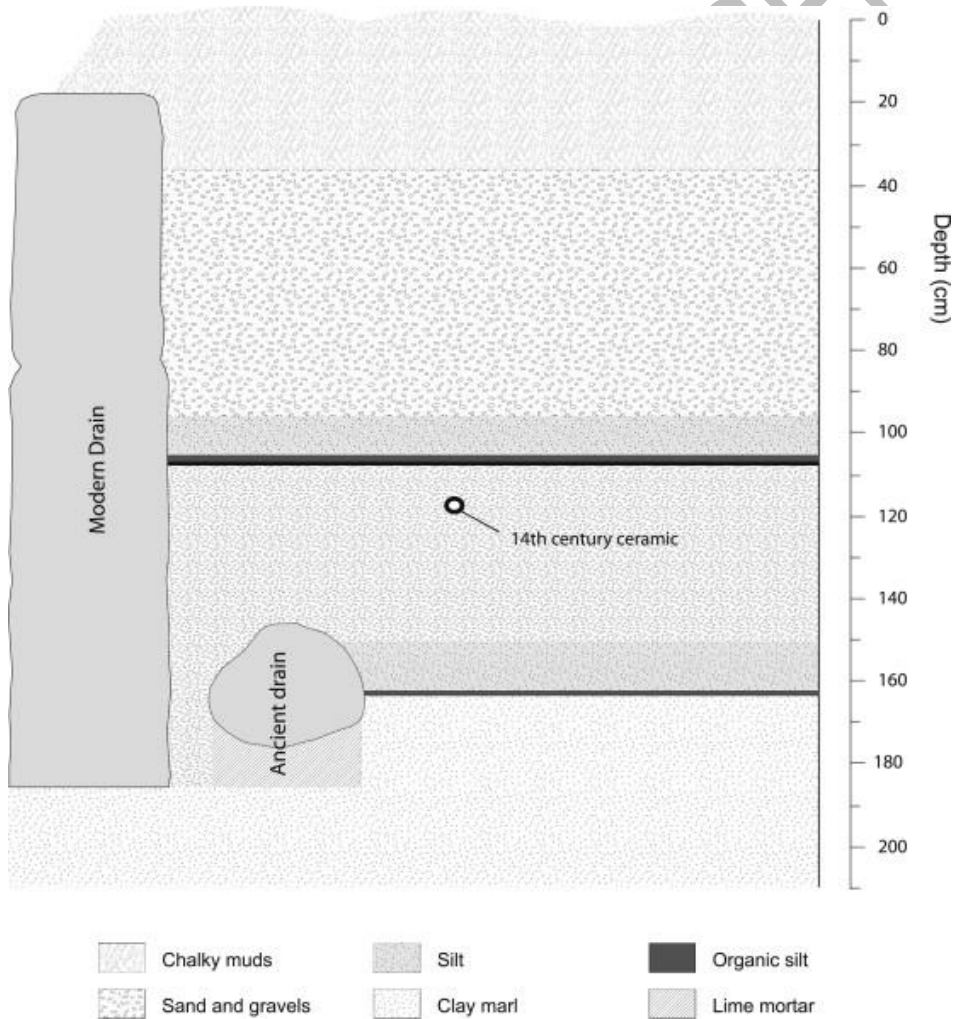 0
20
40
60
80
100
120
140
160
180
200
Depth (cm)
Modern Drain
14th century ceramic
Ancient drain
Chalky muds
Silt
Organic silt
Sand and gravels
Clay marl
Lime mortar